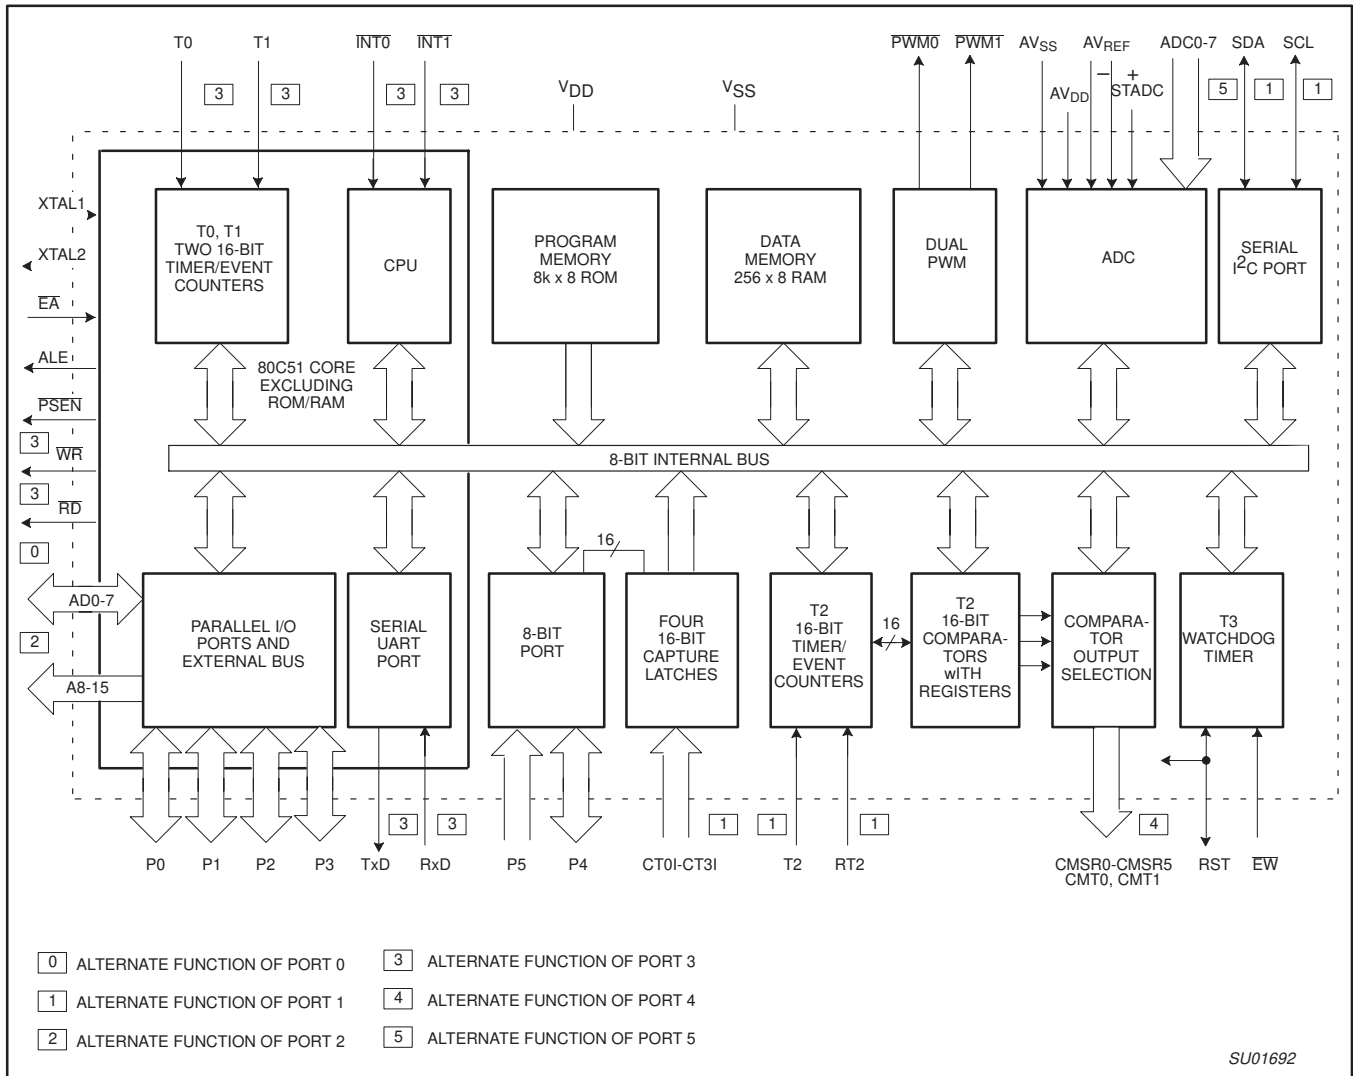 T0 T1 INT0 INT1 PWM0 PWM1 AVSS AVREF ADC0-7 SDA SCL
– +
3 3 3 3 VDD VSS AVDD STADC 5 1 1
XTAL1
XTAL2
EA
ALE
PSEN
3
WR
3
RD
0
AD0-7
2
A8-15
T0, T1
TWO 16-BIT
TIMER/EVENT
COUNTERS
CPU
PROGRAM
MEMORY
8k x 8 ROM
DATA
MEMORY
256 x 8 RAM
DUAL
PWM
ADC
SERIAL
I2C PORT
80C51 CORE
EXCLUDING
ROM/RAM
8-BIT INTERNAL BUS
16
16
PARALLEL I/O
PORTS AND
EXTERNAL BUS
SERIAL
UART
PORT
8-BIT
PORT
FOUR
16-BIT
CAPTURE
LATCHES
T2
16-BIT
TIMER/
EVENT
COUNTERS
T2
16-BIT
COMPARA-
TORS
wITH
REGISTERS
COMPARA-
TOR
OUTPUT
SELECTION
T3
WATCHDOG
TIMER
3 3 1 1 1 4
P0 P1 P2 P3 TxD RxD P5 P4 CT0I-CT3I T2 RT2 CMSR0-CMSR5 RST EW
CMT0, CMT1
0 ALTERNATE FUNCTION OF PORT 0
3 ALTERNATE FUNCTION OF PORT 3
1 ALTERNATE FUNCTION OF PORT 1
4 ALTERNATE FUNCTION OF PORT 4
2 ALTERNATE FUNCTION OF PORT 2
5 ALTERNATE FUNCTION OF PORT 5
SU01692